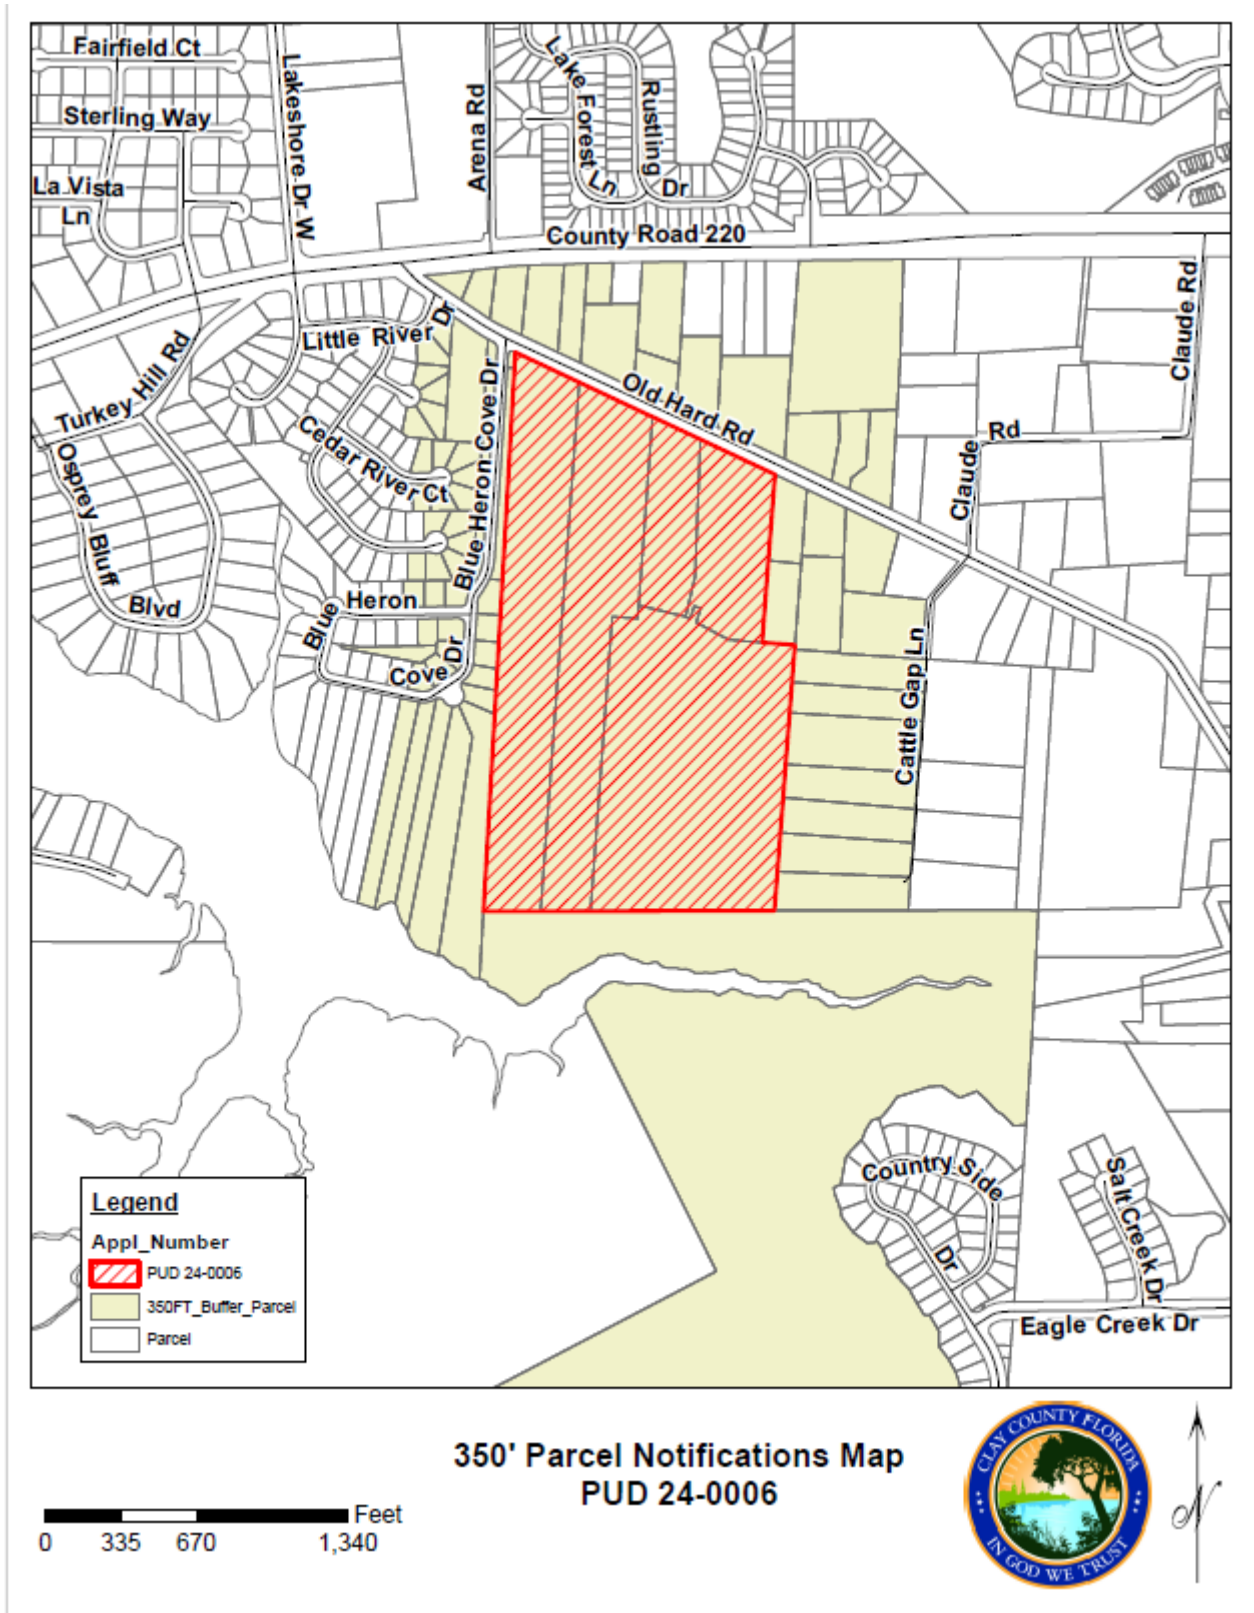 Fairfield Ct
Sterling Way
La Vista
Ln
Lakeshore Dr W
Arena Rd
Lake Forest Ln
Rustling
Dr
County Road 220
Claude Rd
Little River Dr
Turkey Hill Rd
Old Hard Rd
Blue Heron Cove Dr
Cedar River Ct
Claude Rd
Osprey Bluff
Blvd
Blue
Heron
Cove Dr
Cattle Gap Ln
Country Side
Dr
Salt Creek Dr
Eagle Creek Dr
Legend
Appl_Number
PUD 24-0006
350FT_Buffer_Parcel
Parcel
350' Parcel Notifications Map
PUD 24-0006
Feet
0 335 670 1,340
CLAY COUNTY FLORIDA
IN GOD WE TRUST
N